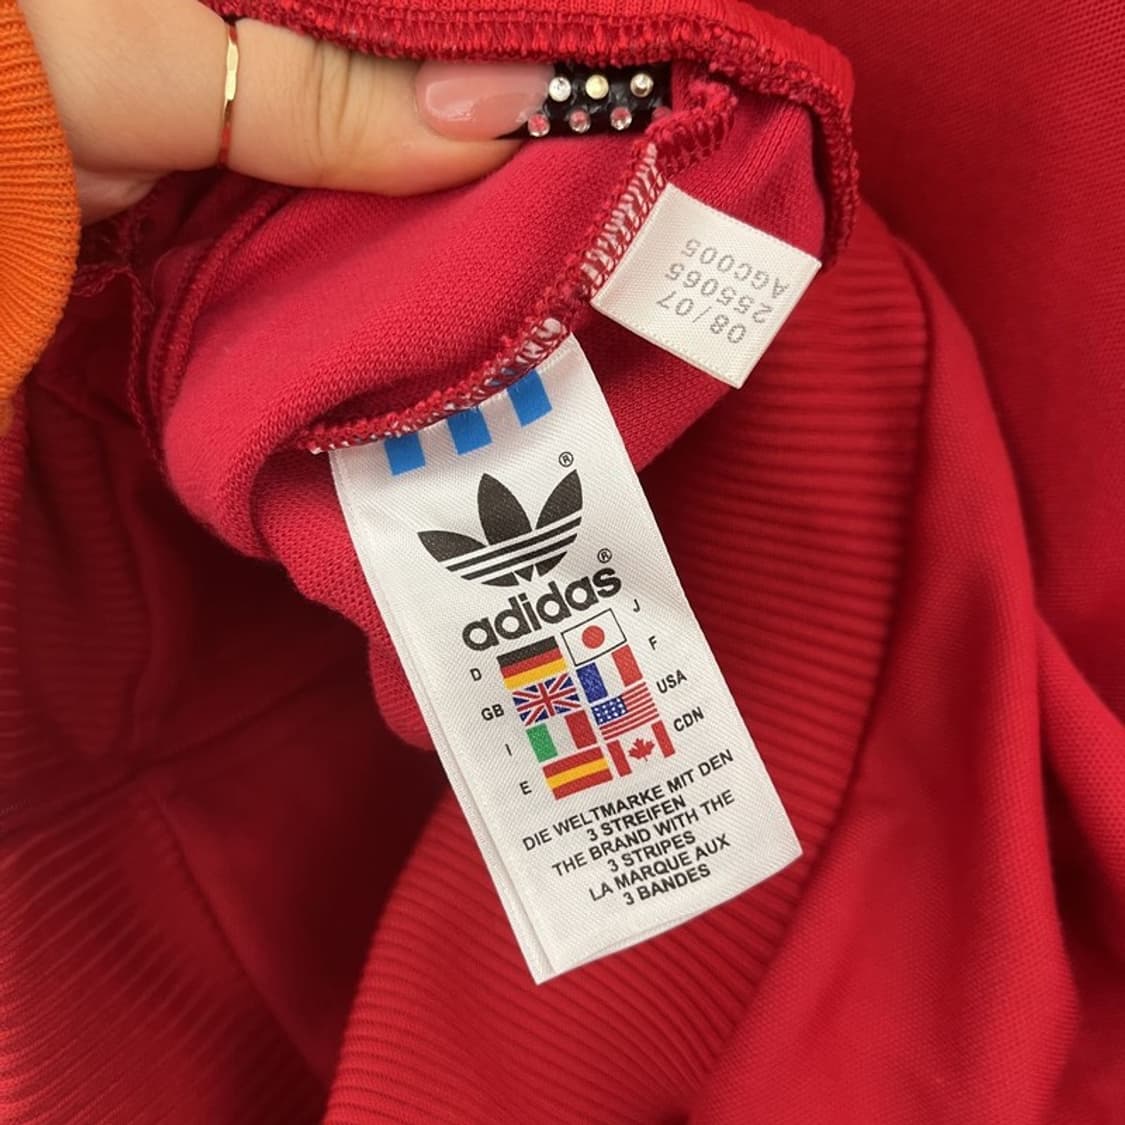 08/07
255065
AGC005
®
adidas®
D
J
GB
F
I
USA
E
CDN
DIE WELTMARKE MIT DEN
3 STREIFEN
THE BRAND WITH THE
3 STRIPES
LA MARQUE AUX
3 BANDES